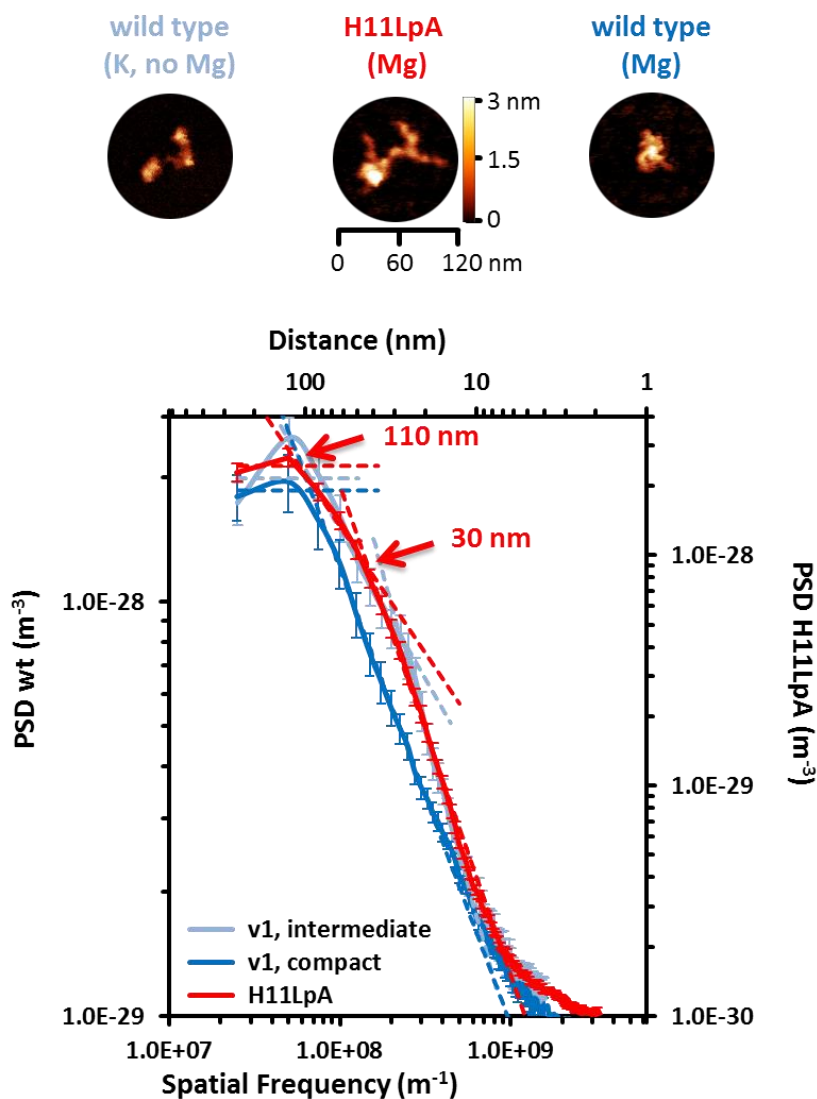 wild type
(K, no Mg)
H11LpA
(Mg)
wild type
(Mg)
3 nm
1.5
0
0 60 120 nm
Distance (nm)
100 10 1
110 nm
30 nm
1.0E-28
1.0E-29
PSD wt (m-3)
1.0E-28
1.0E-29
1.0E-30
PSD H11LpA (m-3)
v1, intermediate
v1, compact
H11LpA
1.0E+07 1.0E+08 1.0E+09
Spatial Frequency (m-1)